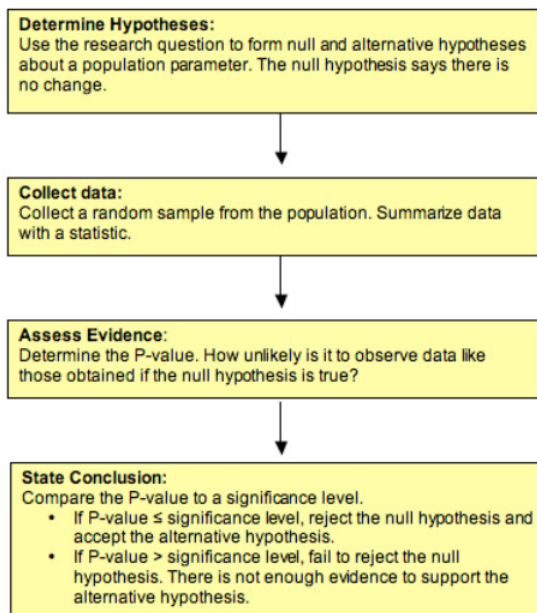 Determine Hypotheses:
Use the research question to form null and alternative hypotheses
about a population parameter. The null hypothesis says there is
no change.
Collect data:
Collect a random sample from the population. Summarize data
with a statistic.
Assess Evidence:
Determine the P-value. How unlikely is it to observe data like
those obtained if the null hypothesis is true?
State Conclusion:
Compare the P-value to a significance level.
• If P-value ≤ significance level, reject the null hypothesis and
accept the alternative hypothesis.
• If P-value > significance level, fail to reject the null
hypothesis. There is not enough evidence to support the
alternative hypothesis.